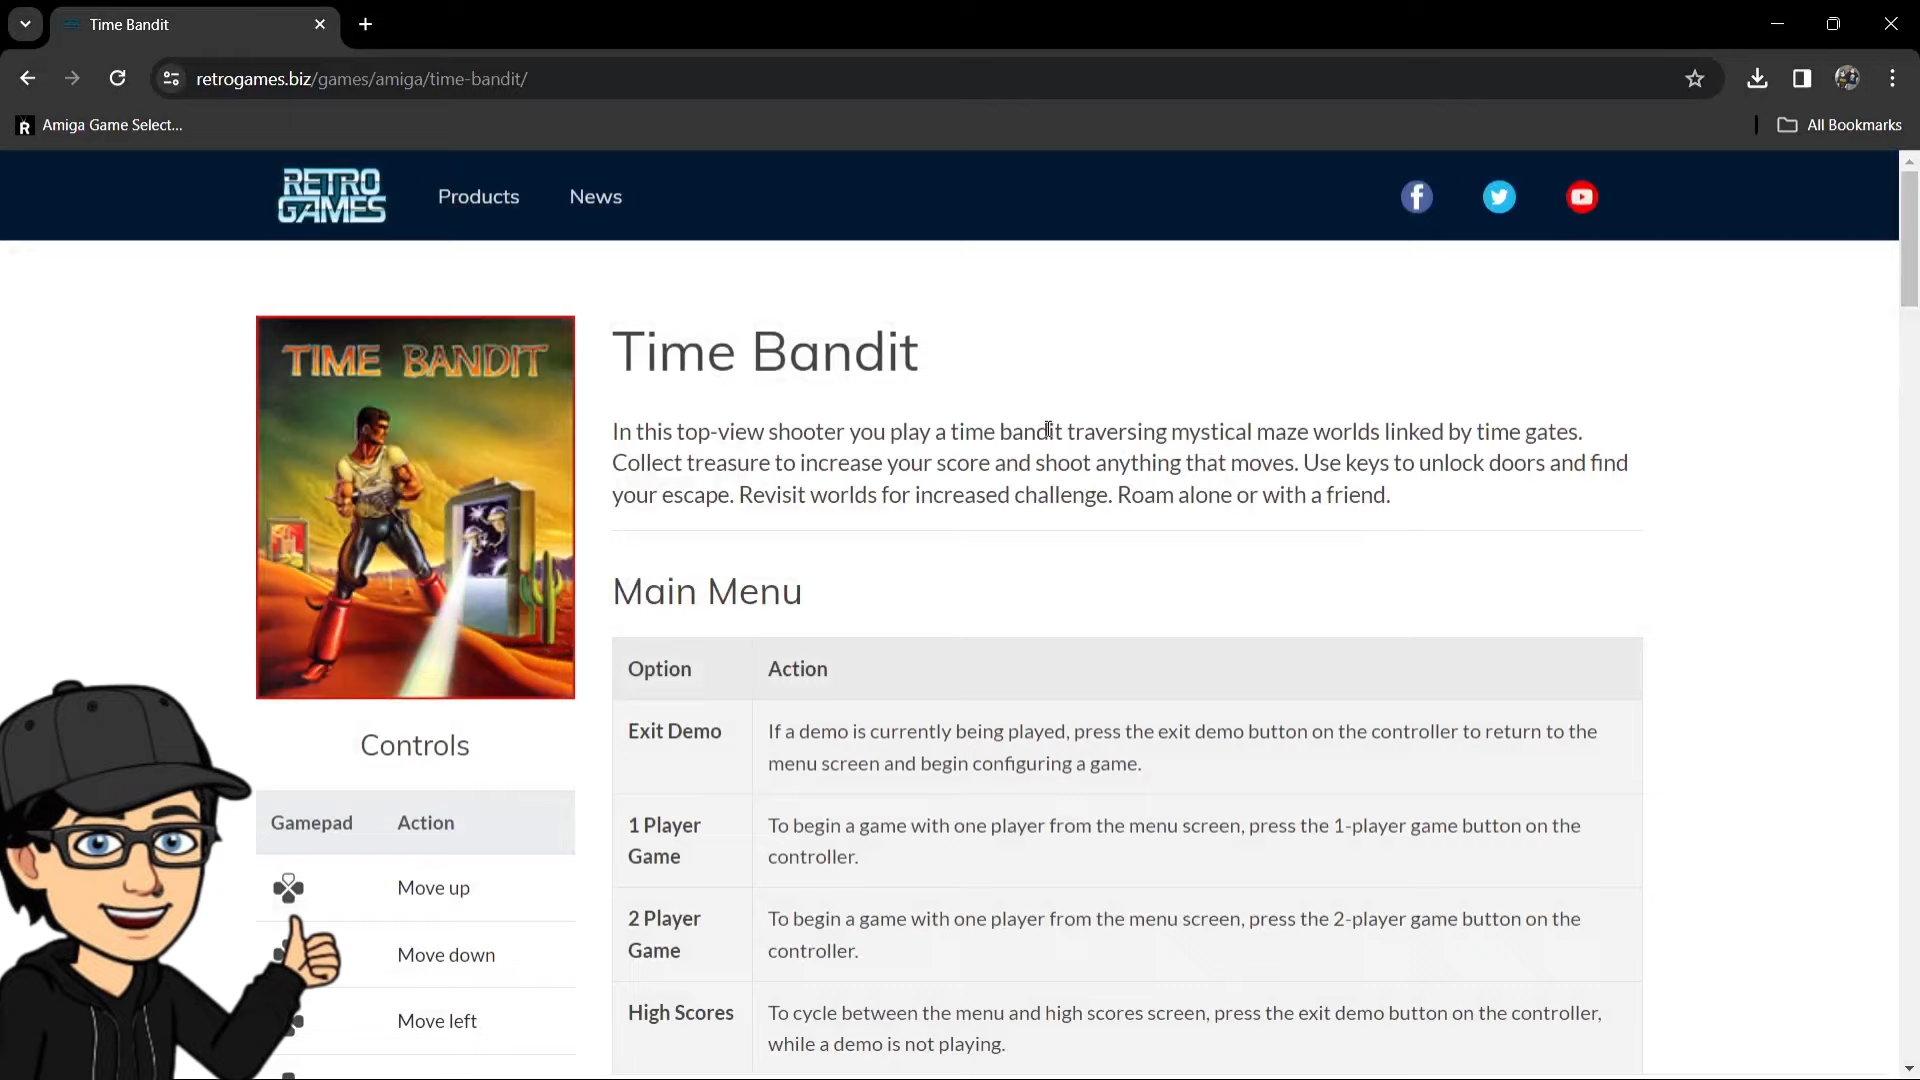 Time Bandit
retrogames.biz/games/amiga/time-bandit/
R Amiga Game Select...
All Bookmarks
RETRO
GAMES
Products
News
TIME BANDIT
Time Bandit
In this top-view shooter you play a time bandit traversing mystical maze worlds linked by time gates.
Collect treasure to increase your score and shoot anything that moves. Use keys to unlock doors and find
your escape. Revisit worlds for increased challenge. Roam alone or with a friend.
Main Menu
Option Action
Exit Demo If a demo is currently being played, press the exit demo button on the controller to return to the
menu screen and begin configuring a game.
1 Player To begin a game with one player from the menu screen, press the 1-player game button on the
Game controller.
2 Player To begin a game with one player from the menu screen, press the 2-player game button on the
Game controller.
High Scores To cycle between the menu and high scores screen, press the exit demo button on the controller,
while a demo is not playing.
Controls
Gamepad Action
Move up
Move down
Move left